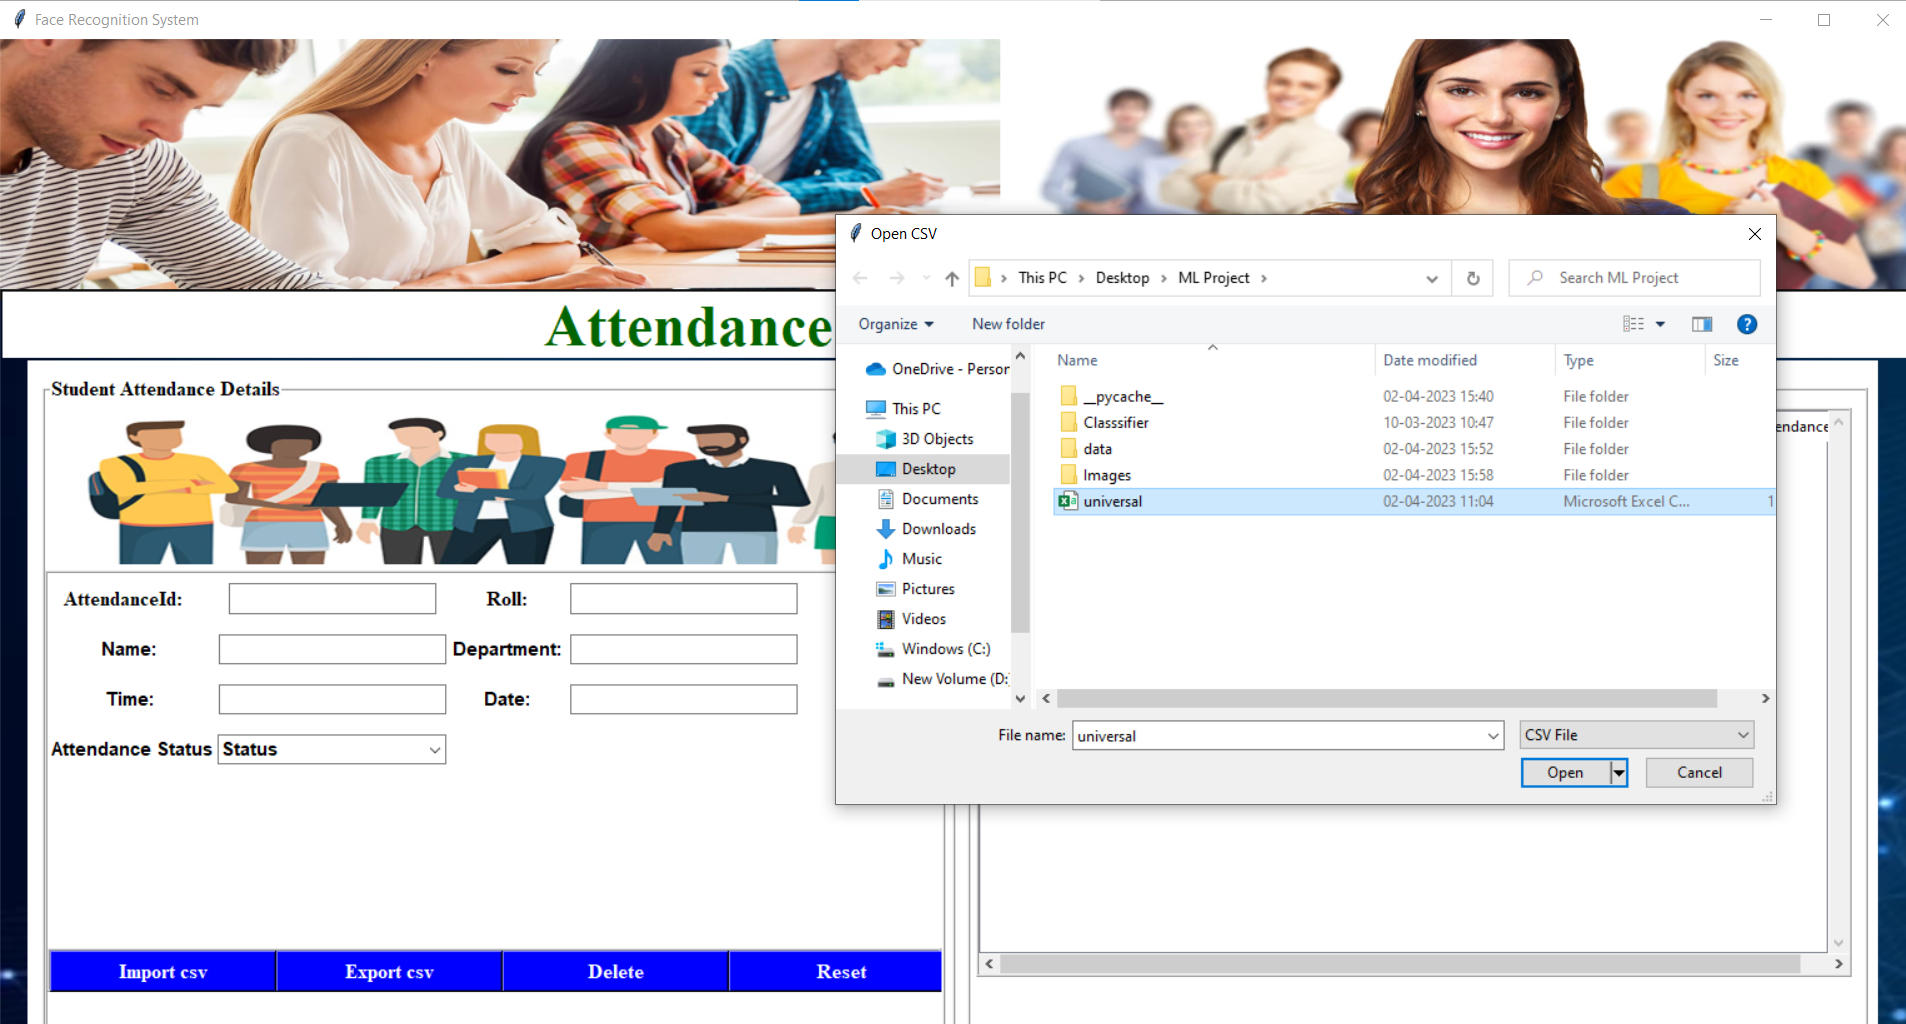 Face Recognition System
Attendance
Student Attendance Details
AttendanceId:
Roll:
Name:
Department:
Time:
Date:
Attendance Status
Status
Import csv
Export csv
Delete
Reset
endance
Open CSV
This PC
Desktop
ML Project
Search ML Project
Organize
New folder
OneDrive - Person
This PC
3D Objects
Desktop
Documents
Downloads
Music
Pictures
Videos
Windows (C:)
New Volume (D:)
Name Date modified Type Size
__pycache__ 02-04-2023 15:40 File folder
Classsifier 10-03-2023 10:47 File folder
data 02-04-2023 15:52 File folder
Images 02-04-2023 15:58 File folder
universal 02-04-2023 11:04 Microsoft Excel C... 1
File name: universal
CSV File
Open
Cancel